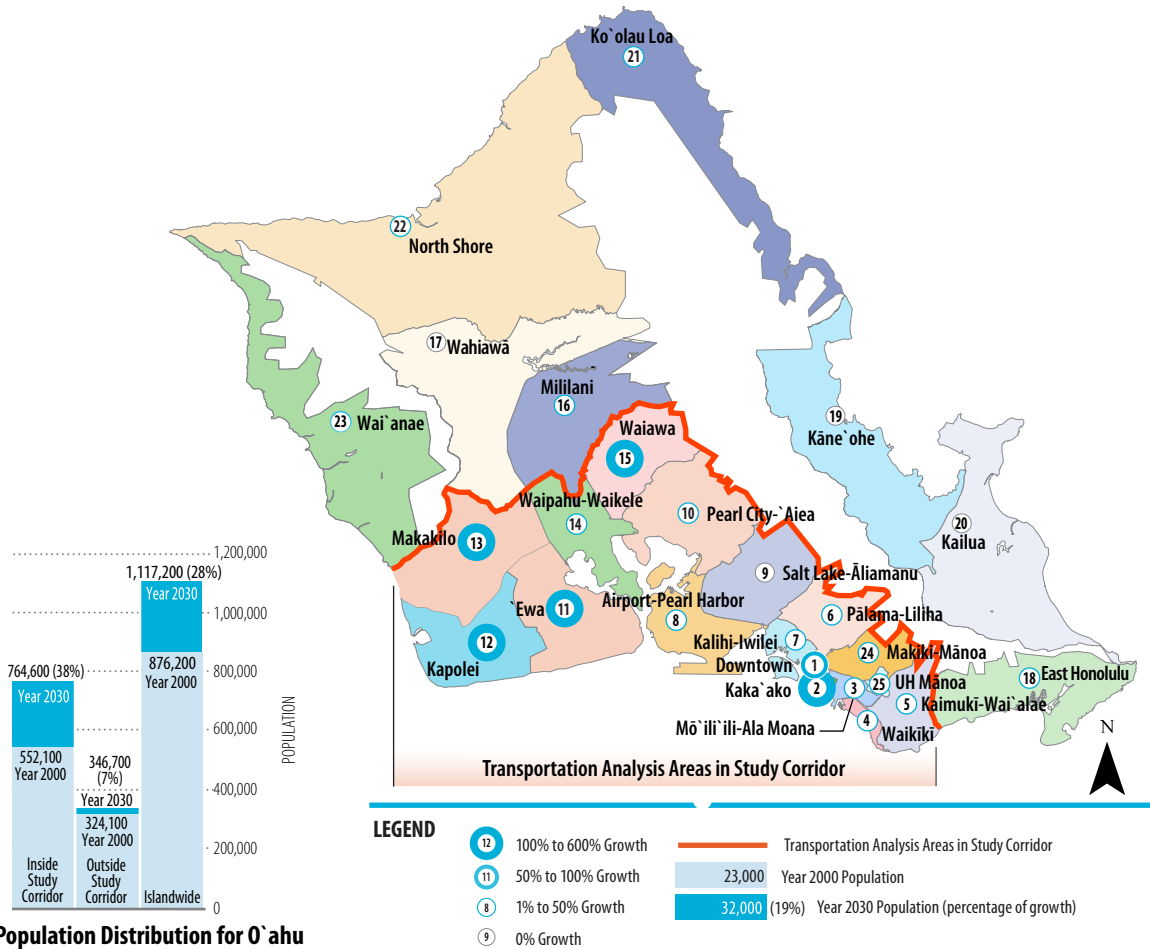 Ko`olau Loa
21
22
North Shore
17
Wahiawā
Mililani
16
23
Wai`anae
19
Kāne`ohe
Waiawa
15
Waipahu-Waikele
14
10
Pearl City-`Aiea
20
Kailua
Makakilo
13
9
Salt Lake-Āliamanu
`Ewa
11
Airport-Pearl Harbor
8
6
Pālama-Liliha
12
Kapolei
Kalihi-Iwilei
7
24
Makiki-Mānoa
Downtown
1
Kaka`ako
2
3
25
UH Mānoa
18
East Honolulu
5
Kaimukī-Wai`alae
Mō`ili`ili-Ala Moana
4
Waikīkī
N
Transportation Analysis Areas in Study Corridor
1,200,000
1,000,000
800,000
600,000
400,000
200,000
0
POPULATION
1,117,200 (28%)
Year 2030
876,200
Year 2000
Islandwide
764,600 (38%)
Year 2030
552,100
Year 2000
Inside
Study
Corridor
346,700
(7%)
Year 2030
324,100
Year 2000
Outside
Study
Corridor
Population Distribution for O`ahu
LEGEND
12
100% to 600% Growth
11
50% to 100% Growth
8
1% to 50% Growth
9
0% Growth
Transportation Analysis Areas in Study Corridor
23,000
Year 2000 Population
32,000
(19%)
Year 2030 Population (percentage of growth)